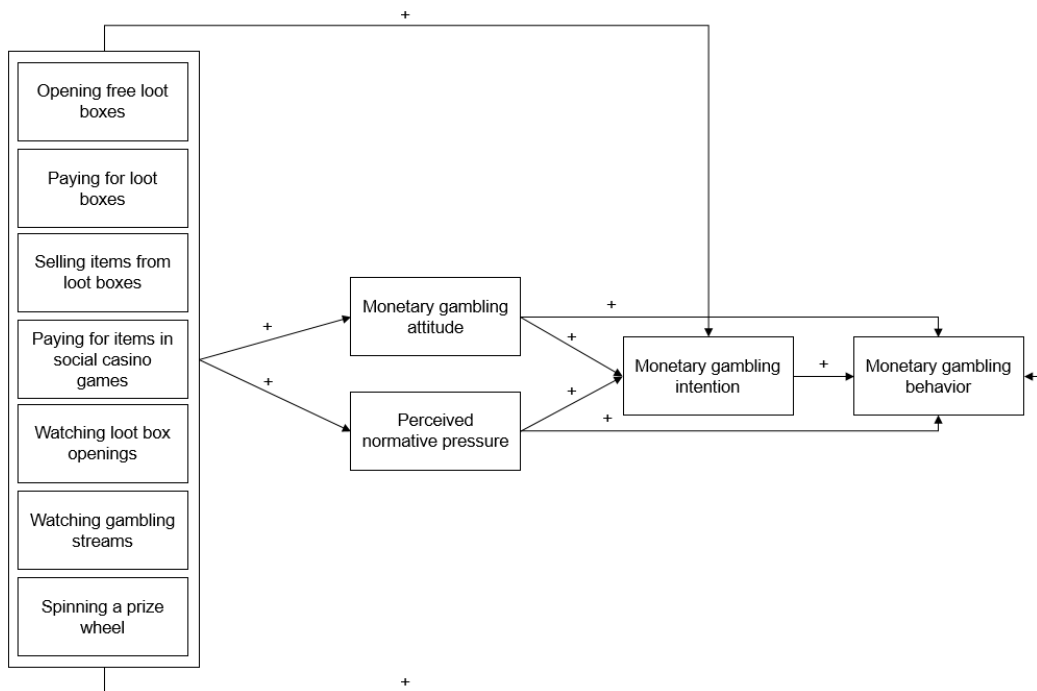 +
Opening free loot
boxes
Paying for loot
boxes
Selling items from
loot boxes
Paying for items in
social casino
games
Watching loot box
openings
Watching gambling
streams
Spinning a prize
wheel
+
+
Monetary gambling
attitude
Perceived
normative pressure
+
+
+
+
Monetary gambling
intention
+
Monetary gambling
behavior
+